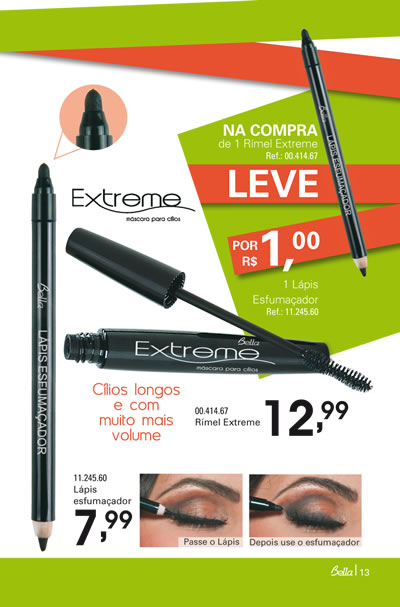 NA COMPRA
de 1 Rímel Extreme
Ref.: 00.414.67
LEVE
POR
R$ 1,00
1 Lápis
Esfumaçador
Ref.: 11.245.60
LÁPIS ESFUMAÇADOR
Extreme
máscara para cílios
Bella
LÁPIS ESFUMAÇADOR
Bella
Extreme
máscara para cílios
Cílios longos
e com
muito mais
volume
00.414.67
Rímel Extreme
12,99
11.245.60
Lápis
esfumaçador
7,99
Passe o Lápis
Depois use o esfumaçador
Bella | 13